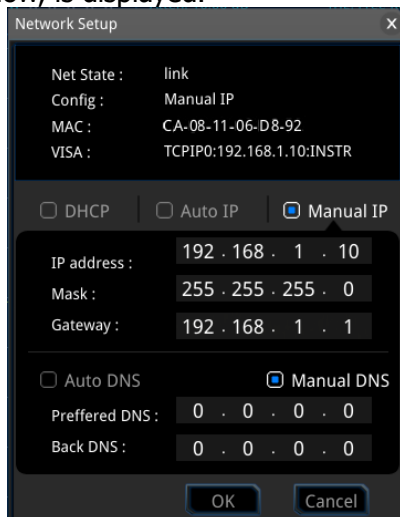 Network Setup x
Net State : link
Config : Manual IP
MAC : CA-08-11-06-D8-92
VISA : TCPIP0:192.168.1.10:INSTR
DHCP Auto IP Manual IP
IP address : 192 . 168 . 1 . 10
Mask : 255 . 255 . 255 . 0
Gateway : 192 . 168 . 1 . 1
Auto DNS Manual DNS
Preffered DNS : 0 . 0 . 0 . 0
Back DNS : 0 . 0 . 0 . 0
OK Cancel